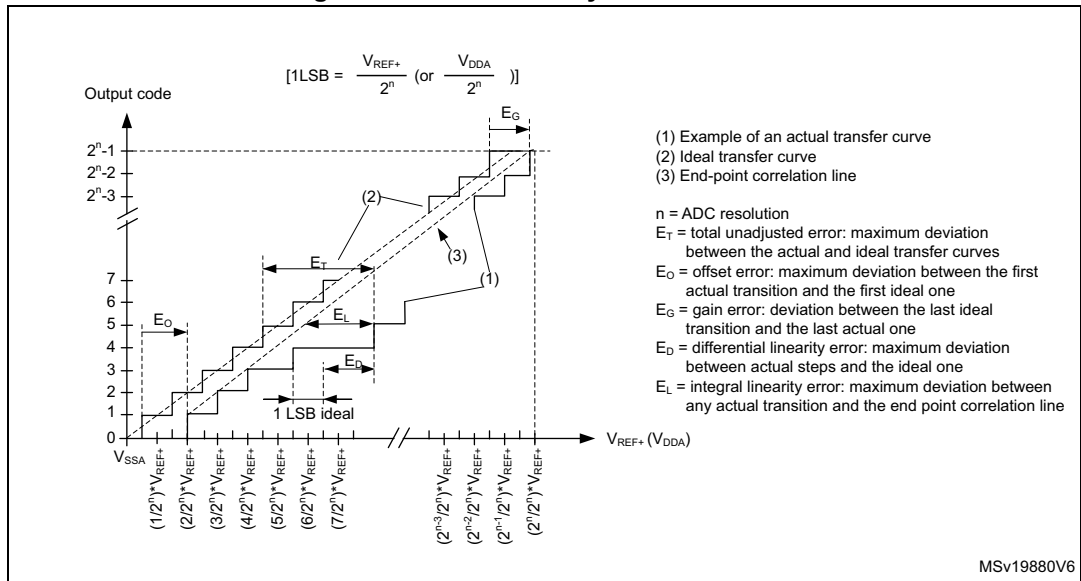 [1LSB = V_REF+ / 2^n (or V_DDA / 2^n )]
Output code
E_G
2^n-1
2^n-2
2^n-3
(2)
(3)
(1)
7
6
5
4
3
2
1
0
E_T
E_O
E_L
E_D
1 LSB ideal
V_SSA
V_REF+ (V_DDA)
(1/2^n)*V_REF+
(2/2^n)*V_REF+
(3/2^n)*V_REF+
(4/2^n)*V_REF+
(5/2^n)*V_REF+
(6/2^n)*V_REF+
(7/2^n)*V_REF+
(2^n-3/2^n)*V_REF+
(2^n-2/2^n)*V_REF+
(2^n-1/2^n)*V_REF+
(2^n/2^n)*V_REF+
(1) Example of an actual transfer curve
(2) Ideal transfer curve
(3) End-point correlation line
n = ADC resolution
E_T = total unadjusted error: maximum deviation
between the actual and ideal transfer curves
E_O = offset error: maximum deviation between the first
actual transition and the first ideal one
E_G = gain error: deviation between the last ideal
transition and the last actual one
E_D = differential linearity error: maximum deviation
between actual steps and the ideal one
E_L = integral linearity error: maximum deviation between
any actual transition and the end point correlation line
MSv19880V6